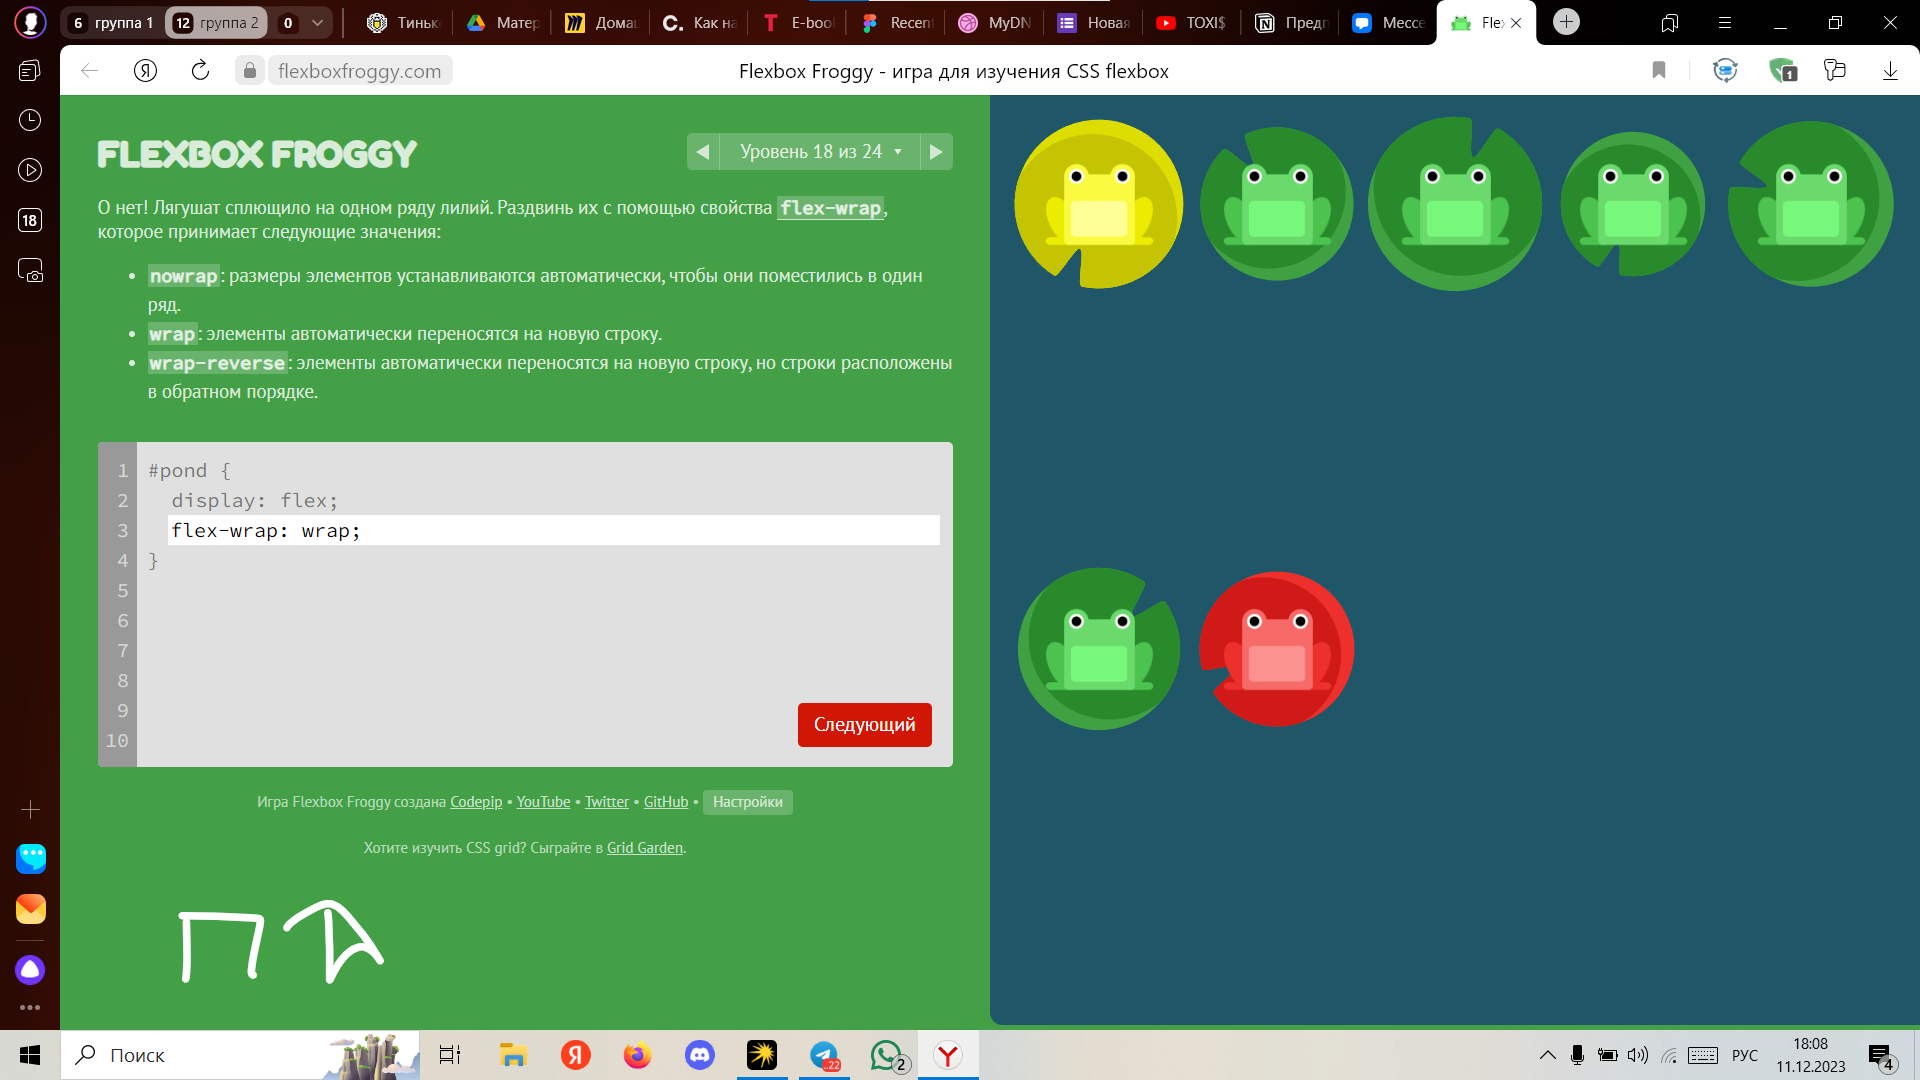 6 группа 1
12 группа 2
0
Тиньк
Матер
Домац
Как на
E-bool
Recen
MyDN
Новая
TOXI$
Предп
Мессе
Fle
flexboxfroggy.com
Flexbox Froggy - игра для изучения CSS flexbox
1
18
FLEXBOX FROGGY
Уровень 18 из 24
О нет! Лягушат сплющило на одном ряду лилий. Раздвинь их с помощью свойства flex-wrap,
которое принимает следующие значения:
• nowrap: размеры элементов устанавливаются автоматически, чтобы они поместились в один
ряд.
• wrap: элементы автоматически переносятся на новую строку.
• wrap-reverse: элементы автоматически переносятся на новую строку, но строки расположены
в обратном порядке.
1 #pond {
2 display: flex;
3 flex-wrap: wrap;
4 }
5
6
7
8
9
10
Следующий
Игра Flexbox Froggy создана Codepip • YouTube • Twitter • GitHub • Настройки
Хотите изучить CSS grid? Сыграйте в Grid Garden.
Поиск
..22
2
РУС
18:08
11.12.2023
4